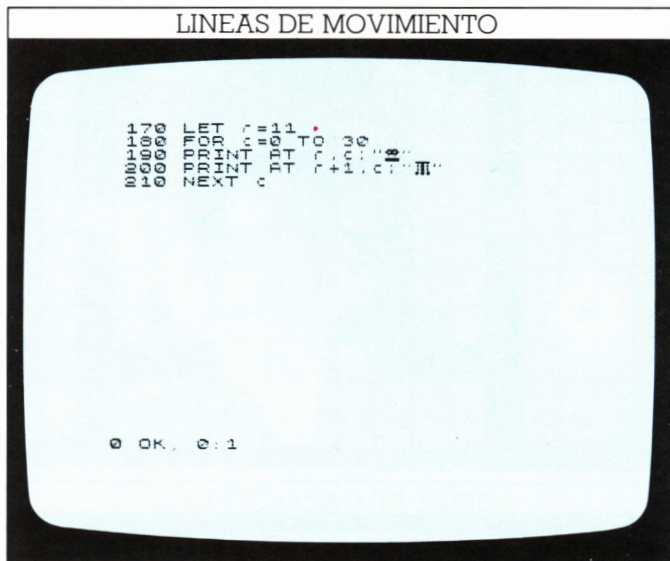 LINEAS DE MOVIMIENTO
170 LET r=11
180 FOR c=0 TO 30
190 PRINT AT r,c;" "
200 PRINT AT r+1,c;" "
210 NEXT c
0 OK, 0:1